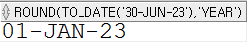 ROUND(TO_DATE('30-JUN-23'),'YEAR')
01-JAN-23